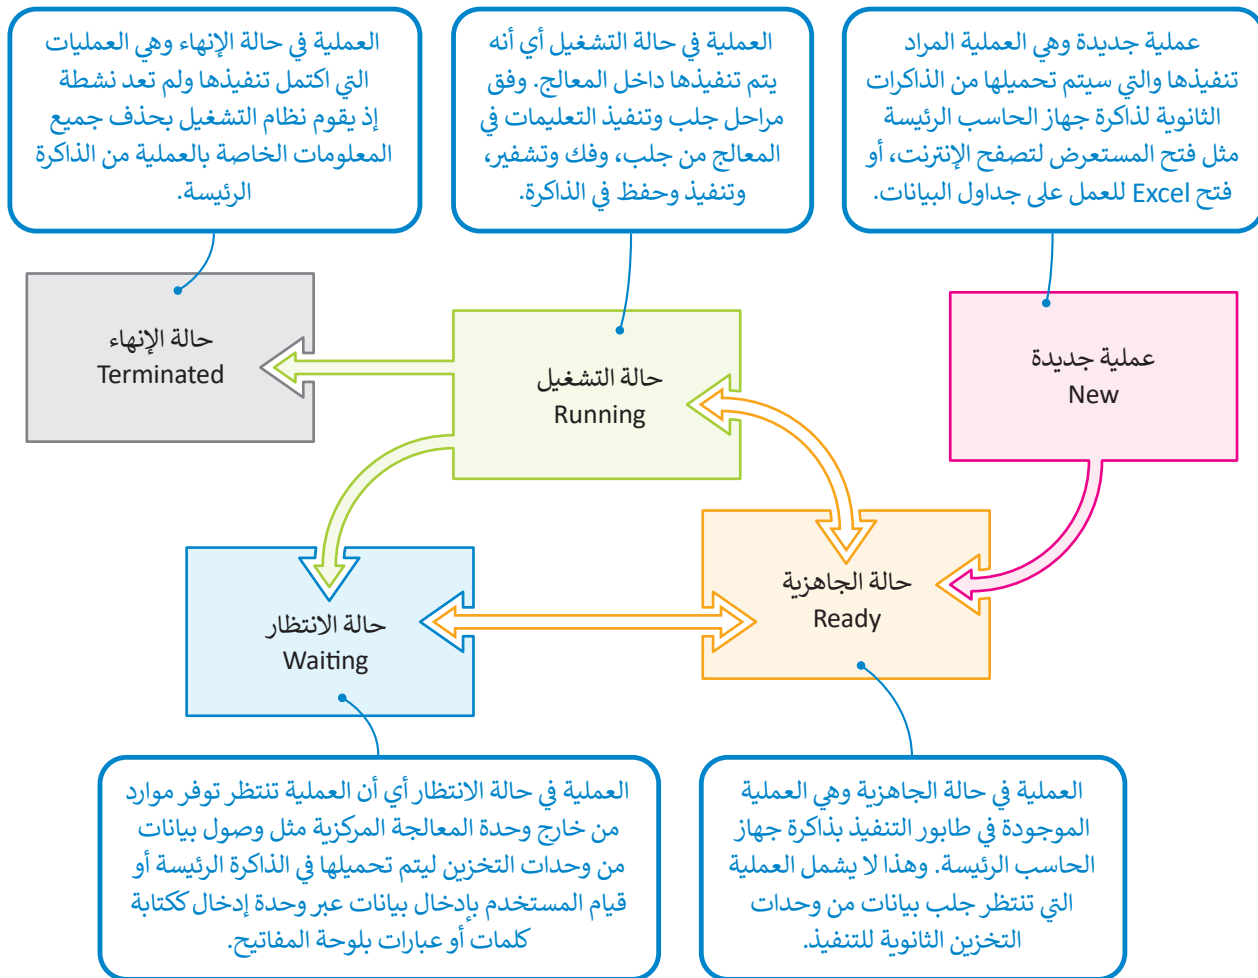 عملية جديدة وهي العملية المراد
تنفيذها والتي سيتم تحميلها من الذاكرات
الثانوية لذاكرة جهاز الحاسب الرئيسة
مثل فتح المستعرض لتصفح الإنترنت، أو
فتح Excel للعمل على جداول البيانات.
العملية في حالة التشغيل أي أنه
يتم تنفيذها داخل المعالج. وفق
مراحل جلب وتنفيذ التعليمات في
المعالج من جلب، وفك وتشفير،
وتنفيذ وحفظ في الذاكرة.
العملية في حالة الإنهاء وهي العمليات
التي اكتمل تنفيذها ولم تعد نشطة
إذ يقوم نظام التشغيل بحذف جميع
المعلومات الخاصة بالعملية من الذاكرة
الرئيسة.
عملية جديدة
New
حالة التشغيل
Running
حالة الإنهاء
Terminated
حالة الجاهزية
Ready
حالة الانتظار
Waiting
العملية في حالة الجاهزية وهي العملية
الموجودة في طابور التنفيذ بذاكرة جهاز
الحاسب الرئيسة. وهذا لا يشمل العملية
التي تنتظر جلب بيانات من وحدات
التخزين الثانوية للتنفيذ.
العملية في حالة الانتظار أي أن العملية تنتظر توفر موارد
من خارج وحدة المعالجة المركزية مثل وصول بيانات
من وحدات التخزين ليتم تحميلها في الذاكرة الرئيسة أو
قيام المستخدم بإدخال بيانات عبر وحدة إدخال ككتابة
كلمات أو عبارات بلوحة المفاتيح.